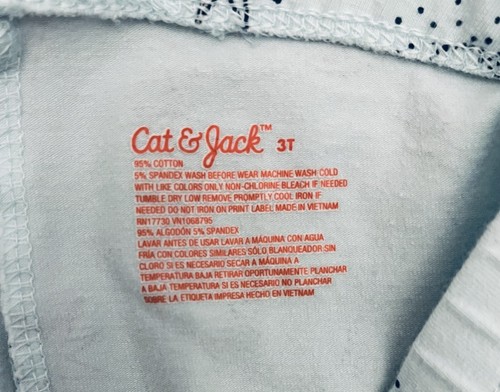 Cat & Jack™ 3T
95% COTTON
5% SPANDEX WASH BEFORE WEAR MACHINE WASH COLD
WITH LIKE COLORS ONLY NON-CHLORINE BLEACH IF NEEDED
TUMBLE DRY LOW REMOVE PROMPTLY COOL IRON IF
NEEDED DO NOT IRON ON PRINT LABEL MADE IN VIETNAM
RN17730 VN1068795
95% ALGODÓN 5% SPANDEX
LAVAR ANTES DE USAR LAVAR A MÁQUINA CON AGUA
FRÍA CON COLORES SIMILARES SÓLO BLANQUEADOR SIN
CLORO SI ES NECESARIO SECAR A MÁQUINA A
TEMPERATURA BAJA RETIRAR OPORTUNAMENTE PLANCHAR
A BAJA TEMPERATURA SI ES NECESARIO NO PLANCHAR
SOBRE LA ETIQUETA IMPRESA HECHO EN VIETNAM